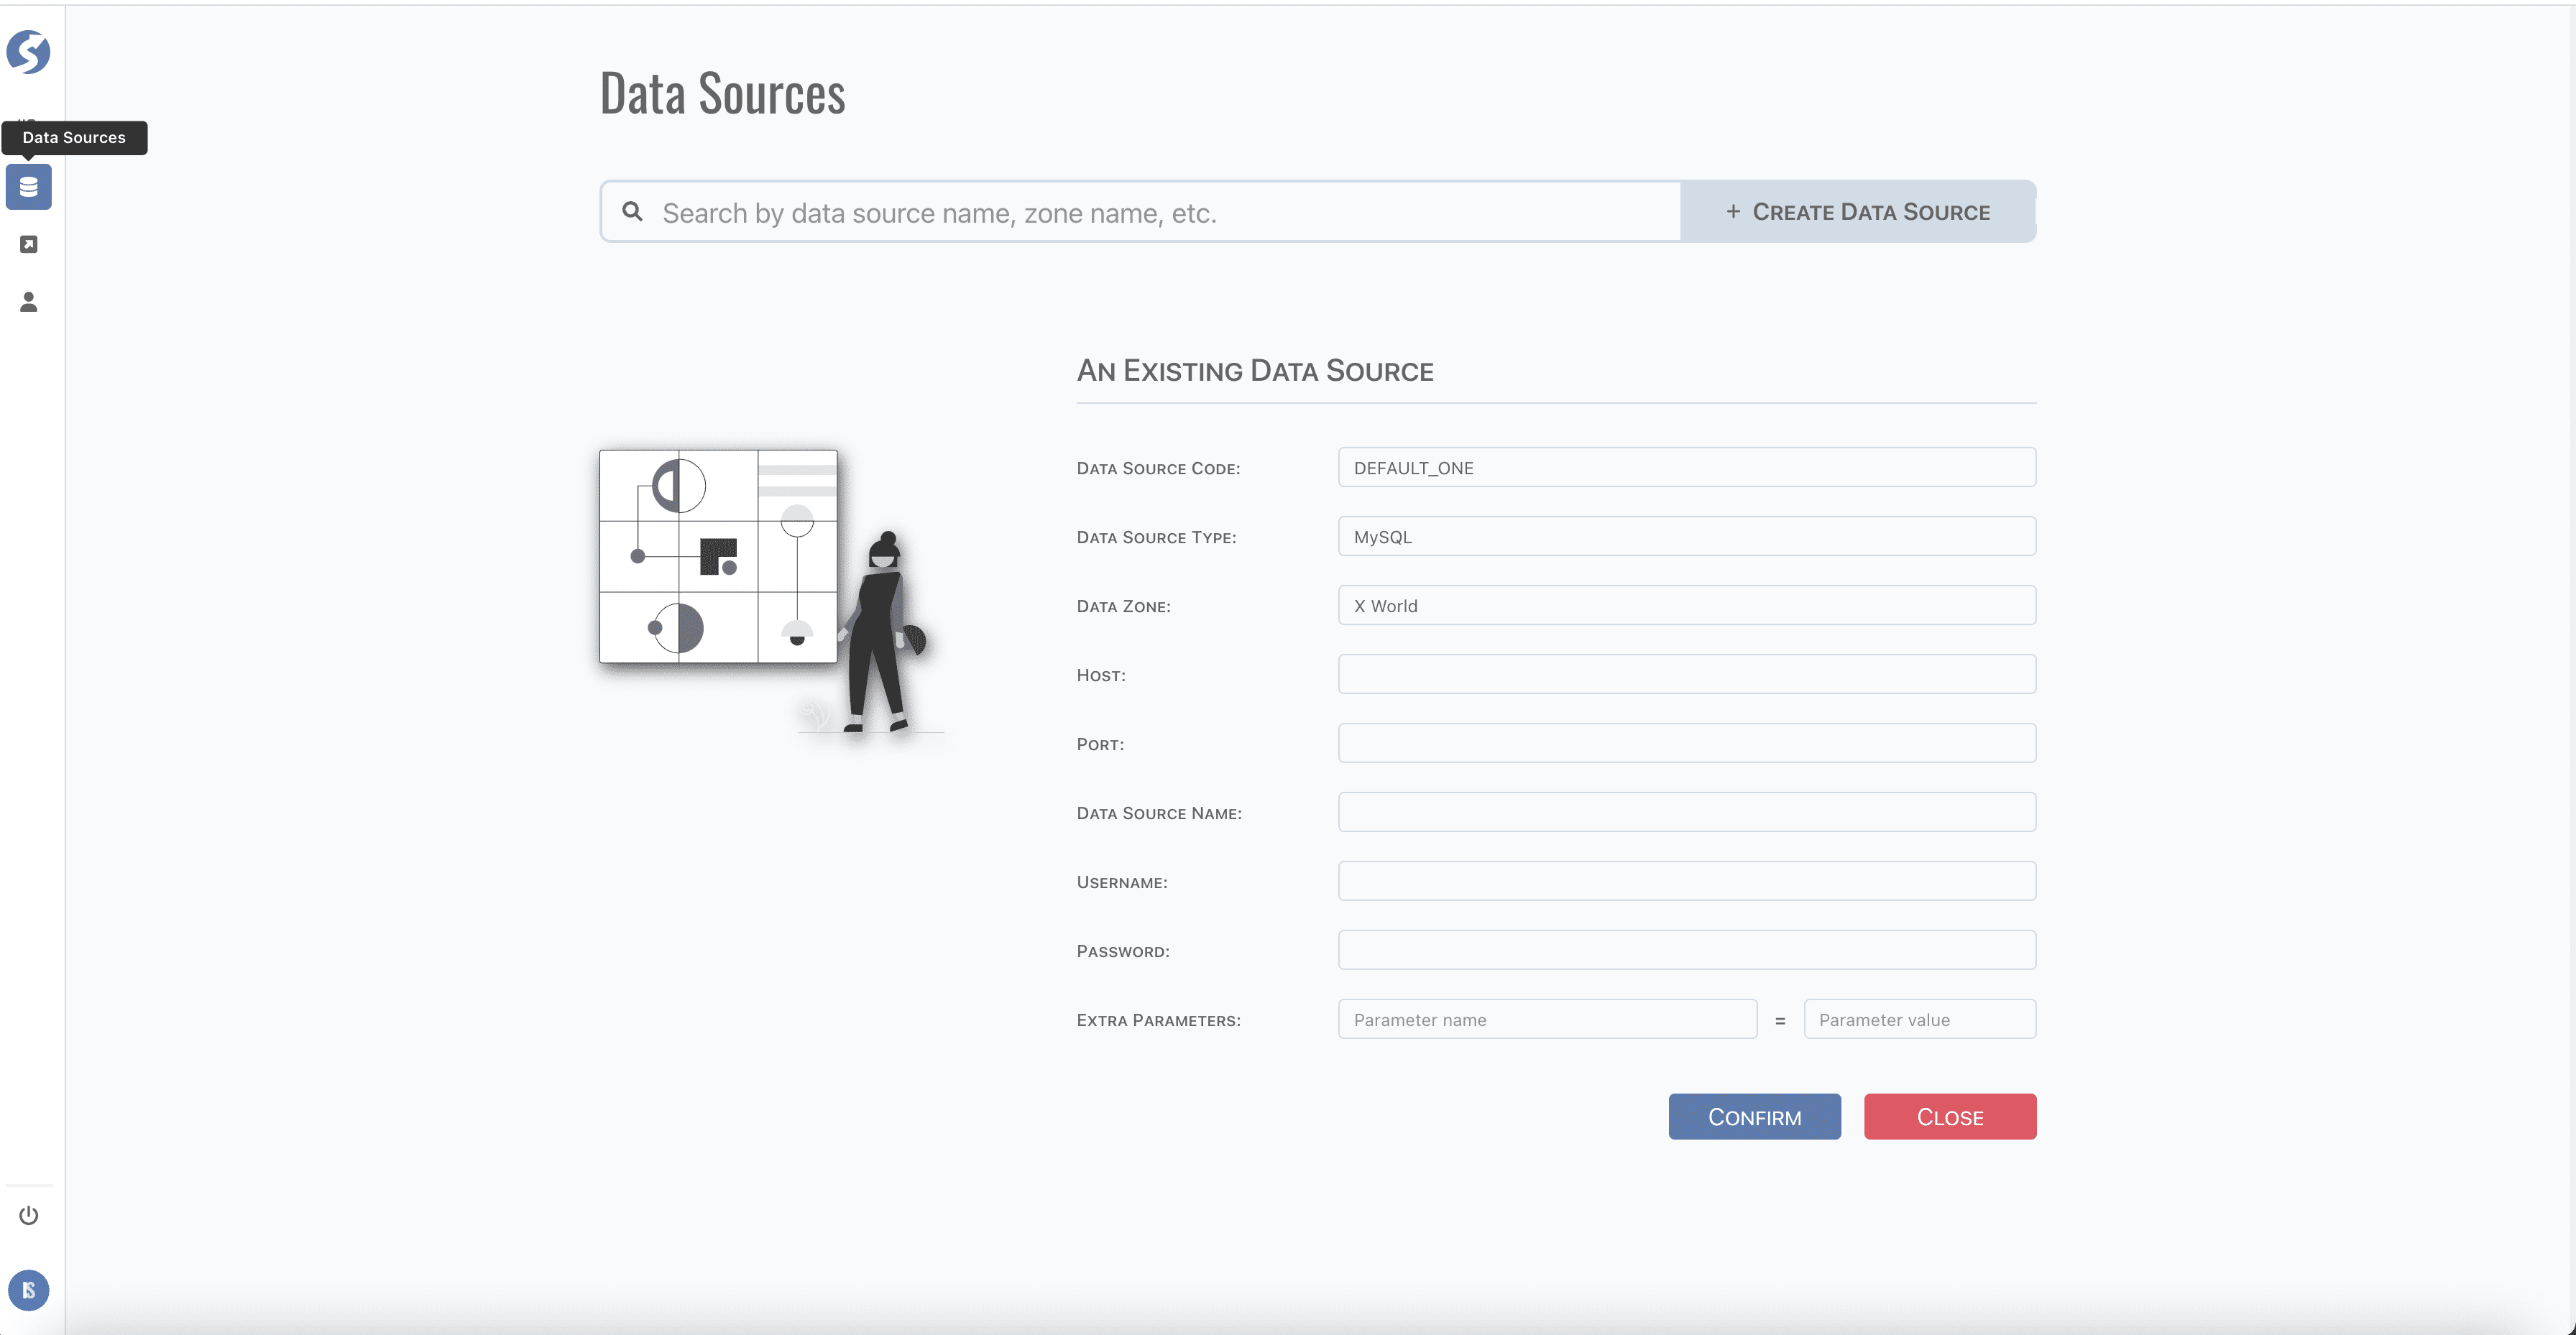 Data Sources
Data Sources
Search by data source name, zone name, etc.
+ CREATE DATA SOURCE
AN EXISTING DATA SOURCE
DATA SOURCE CODE: DEFAULT_ONE
DATA SOURCE TYPE: MySQL
DATA ZONE: X World
HOST:
PORT:
DATA SOURCE NAME:
USERNAME:
PASSWORD:
EXTRA PARAMETERS: Parameter name = Parameter value
CONFIRM CLOSE